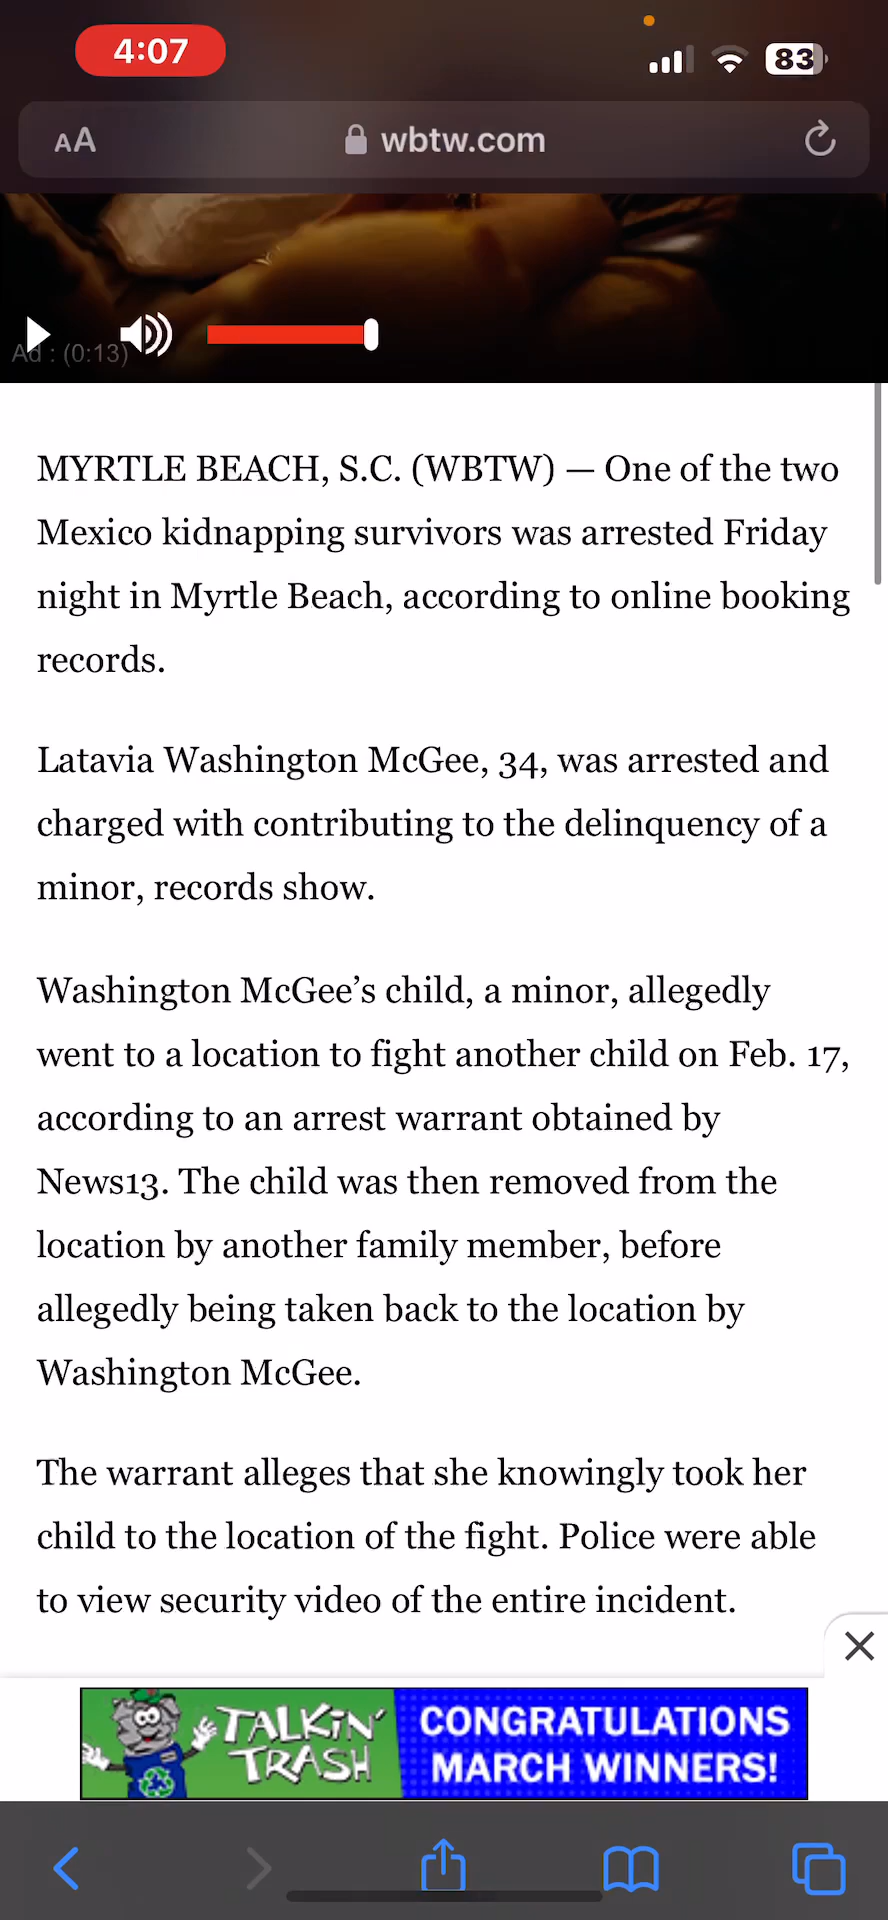 4:07
83
AA
wbtw.com
Ad : (0:13)
MYRTLE BEACH, S.C. (WBTW) — One of the two
Mexico kidnapping survivors was arrested Friday
night in Myrtle Beach, according to online booking
records.
Latavia Washington McGee, 34, was arrested and
charged with contributing to the delinquency of a
minor, records show.
Washington McGee’s child, a minor, allegedly
went to a location to fight another child on Feb. 17,
according to an arrest warrant obtained by
News13. The child was then removed from the
location by another family member, before
allegedly being taken back to the location by
Washington McGee.
The warrant alleges that she knowingly took her
child to the location of the fight. Police were able
to view security video of the entire incident.
TALKIN’
TRASH
CONGRATULATIONS
MARCH WINNERS!